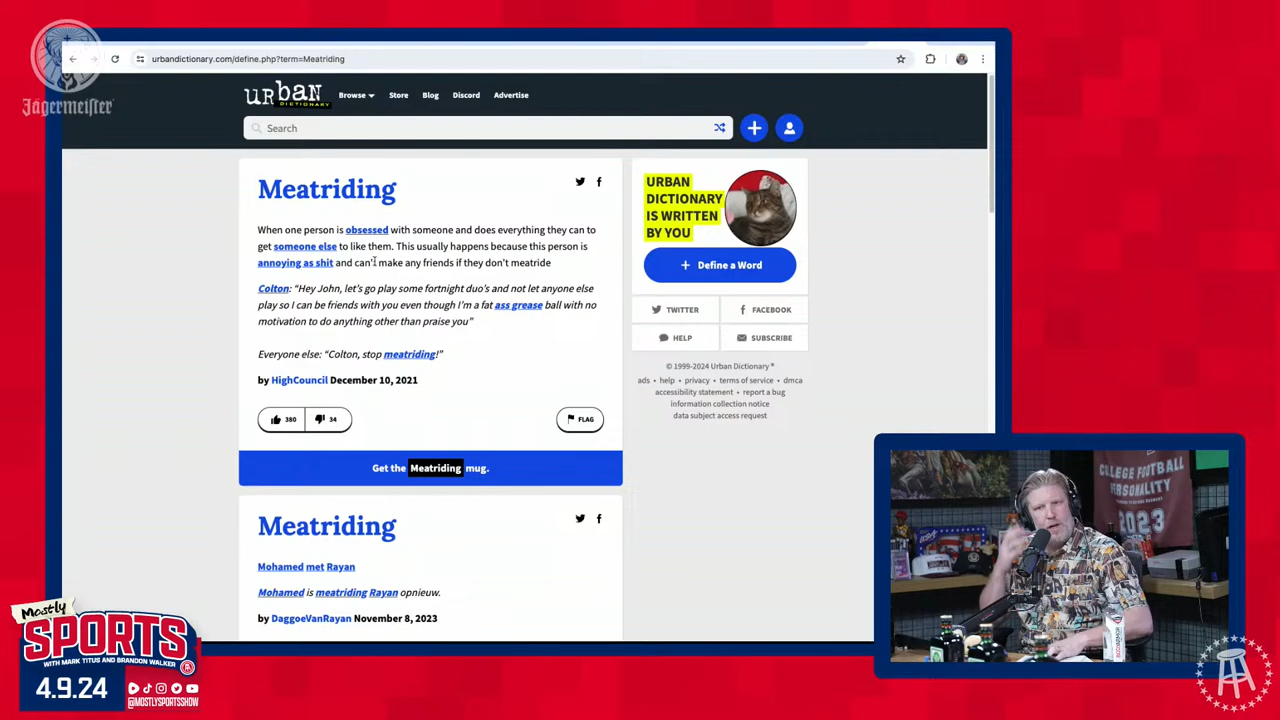 Jägermeister
urbandictionary.com/define.php?term=Meatriding
urban
DICTIONARY
Browse
Store
Blog
Discord
Advertise
Search
Meatriding
When one person is obsessed with someone and does everything they can to
get someone else to like them. This usually happens because this person is
annoying as shit and can't make any friends if they don't meatride
Colton: “Hey John, let's go play some fortnight duo's and not let anyone else
play so I can be friends with you even though I'm a fat ass grease ball with no
motivation to do anything other than praise you”
Everyone else: “Colton, stop meatriding!”
by HighCouncil December 10, 2021
380
34
FLAG
Get the Meatriding mug.
Meatriding
Mohamed met Rayan
Mohamed is meatriding Rayan opnieuw.
by DaggoeVanRayan November 8, 2023
URBAN
DICTIONARY
IS WRITTEN
BY YOU
+ Define a Word
TWITTER
FACEBOOK
HELP
SUBSCRIBE
© 1999-2024 Urban Dictionary ®
ads • help • privacy • terms of service • dmca
accessibility statement • report a bug
information collection notice
data subject access request
COLLEGE FOOTBALL
PERSONALITY
2023
USA
BODYARMOR
Mostly
SPORTS
WITH MARK TITUS AND BRANDON WALKER
4.9.24
@MOSTLYSPORTSSHOW